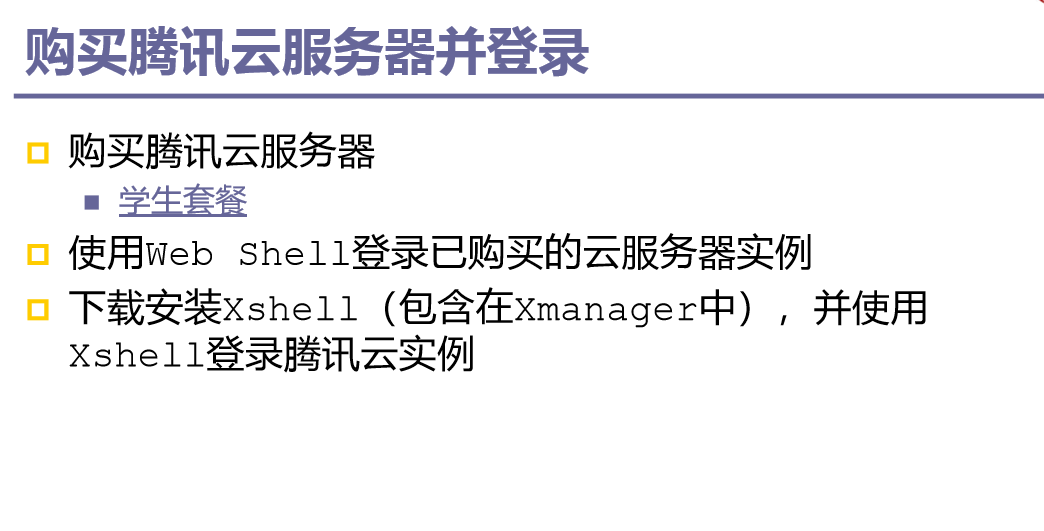 购买腾讯云服务器并登录
购买腾讯云服务器
学生套餐
使用Web Shell登录已购买的云服务器实例
下载安装Xshell（包含在Xmanager中），并使用
Xshell登录腾讯云实例